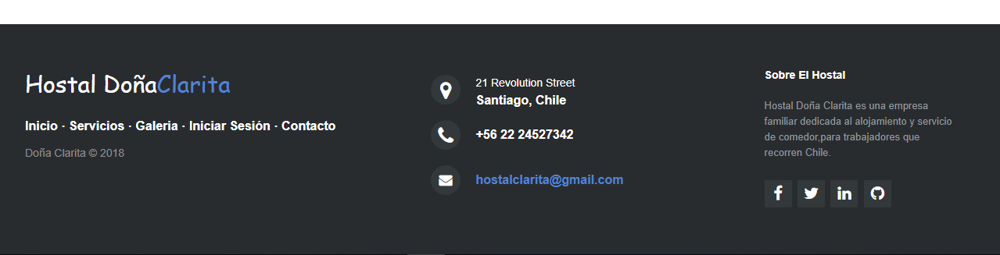 Hostal DoñaClarita
Inicio · Servicios · Galeria · Iniciar Sesión · Contacto
Doña Clarita © 2018
21 Revolution Street
Santiago, Chile
+56 22 24527342
hostalclarita@gmail.com
Sobre El Hostal
Hostal Doña Clarita es una empresa
familiar dedicada al alojamiento y servicio
de comedor,para trabajadores que
recorren Chile.